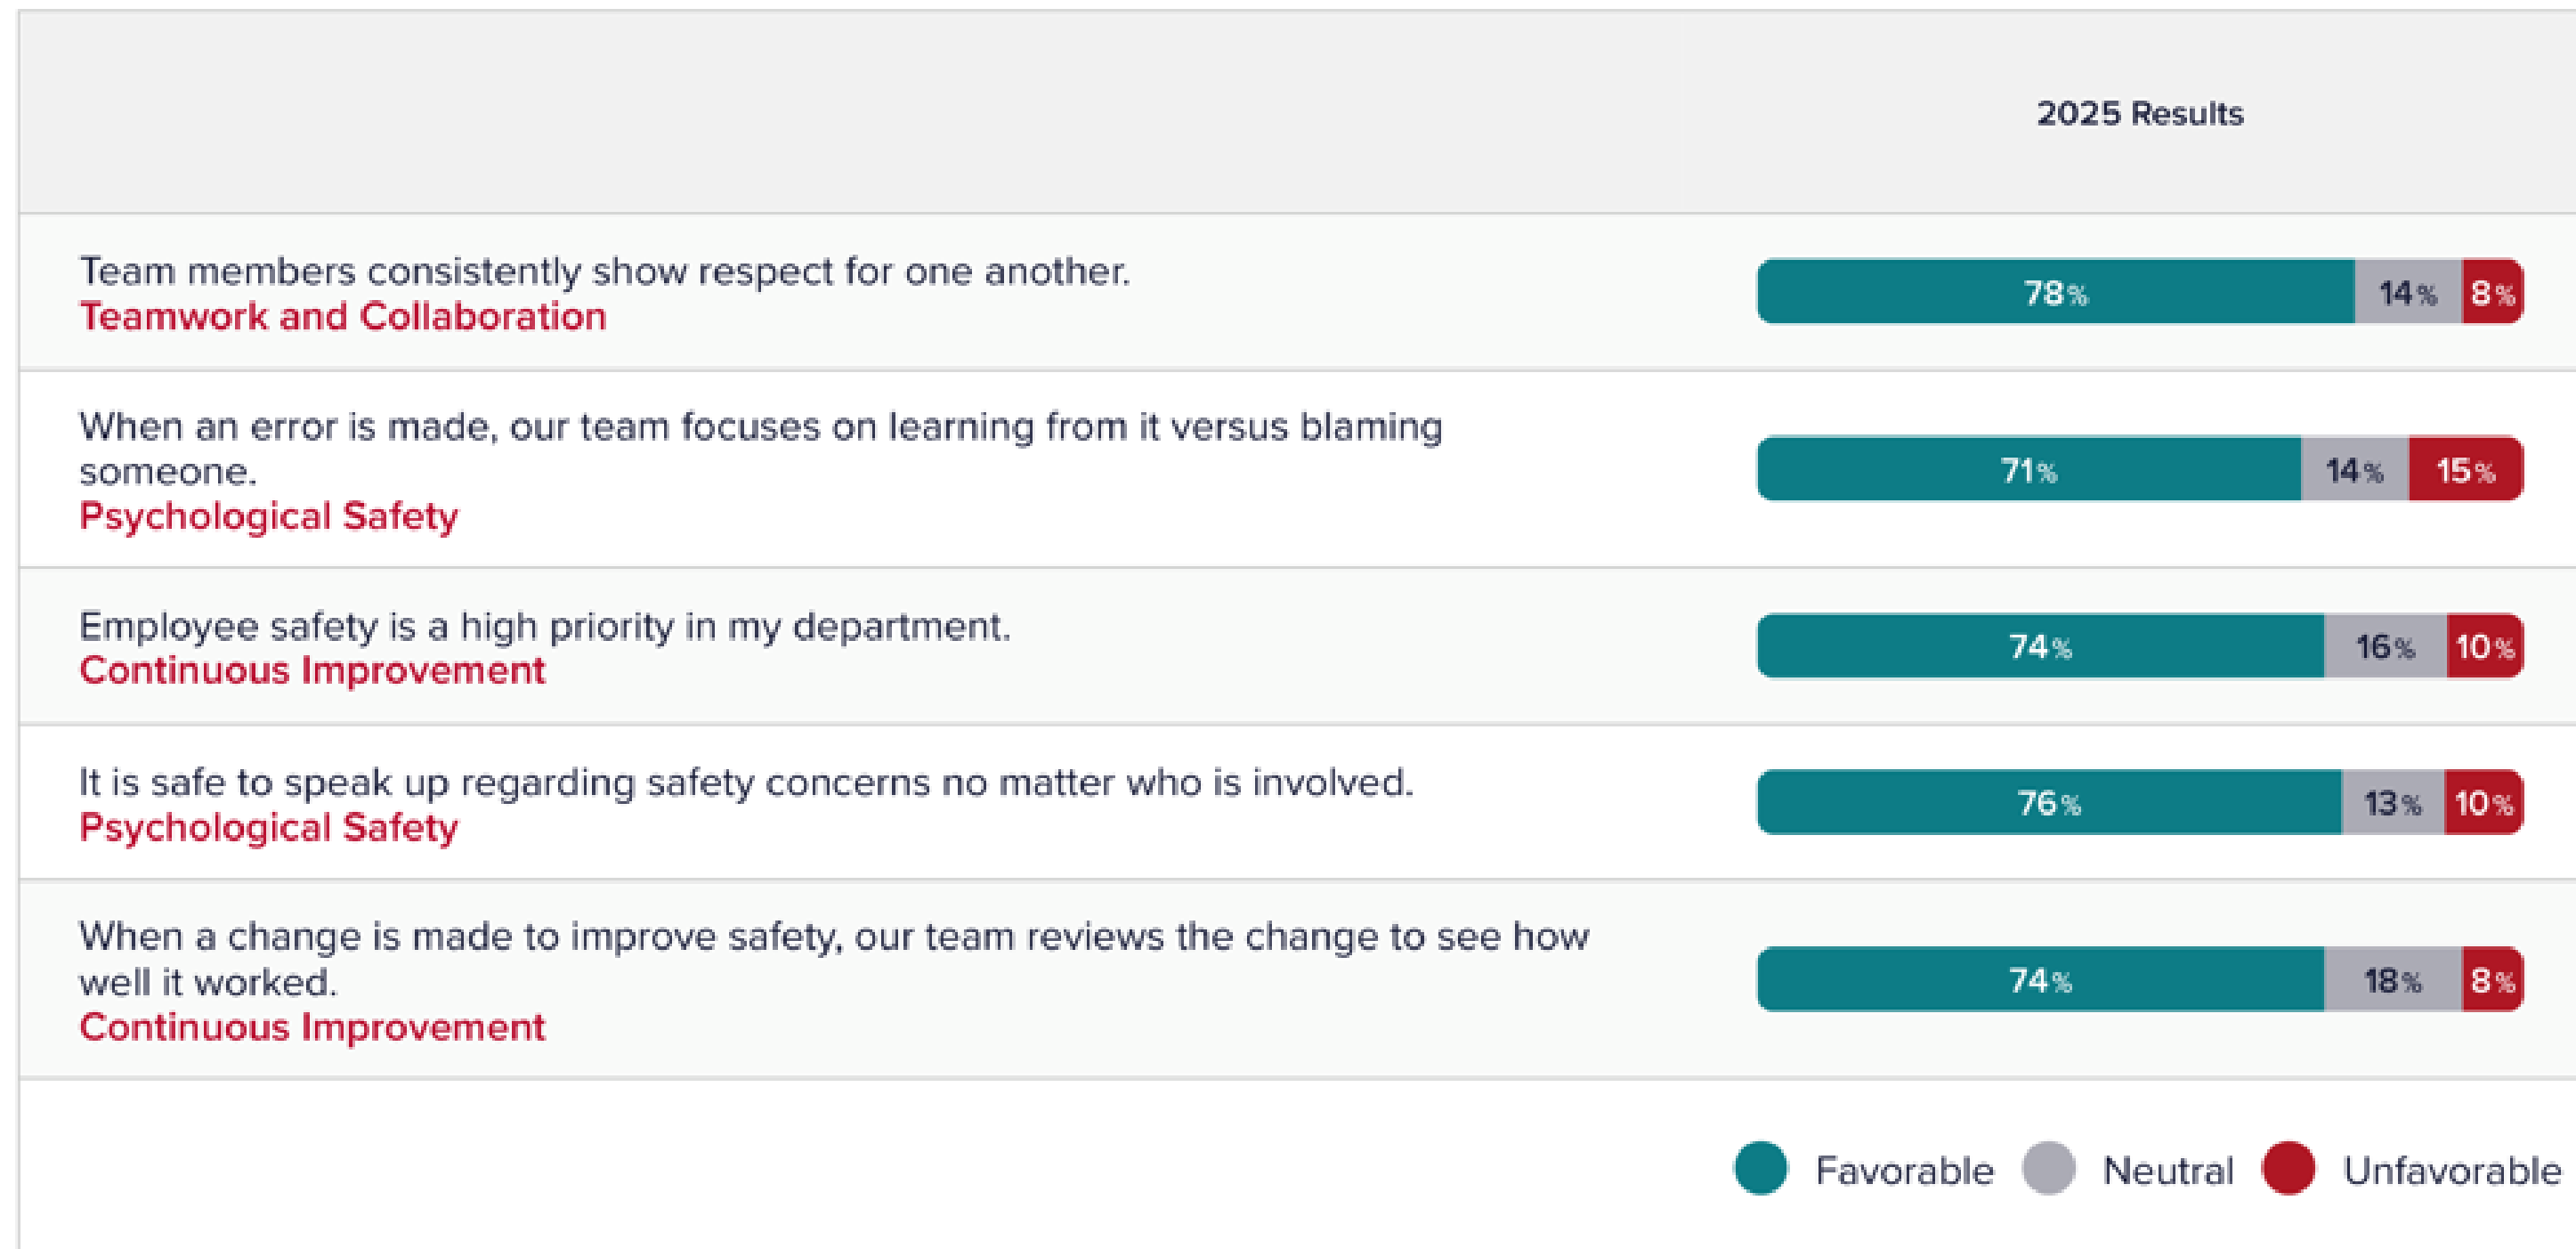 2025 Results
Team members consistently show respect for one another.
Teamwork and Collaboration
78% 14% 8%
When an error is made, our team focuses on learning from it versus blaming
someone.
Psychological Safety
71% 14% 15%
Employee safety is a high priority in my department.
Continuous Improvement
74% 16% 10%
It is safe to speak up regarding safety concerns no matter who is involved.
Psychological Safety
76% 13% 10%
When a change is made to improve safety, our team reviews the change to see how
well it worked.
Continuous Improvement
74% 18% 8%
Favorable Neutral Unfavorable